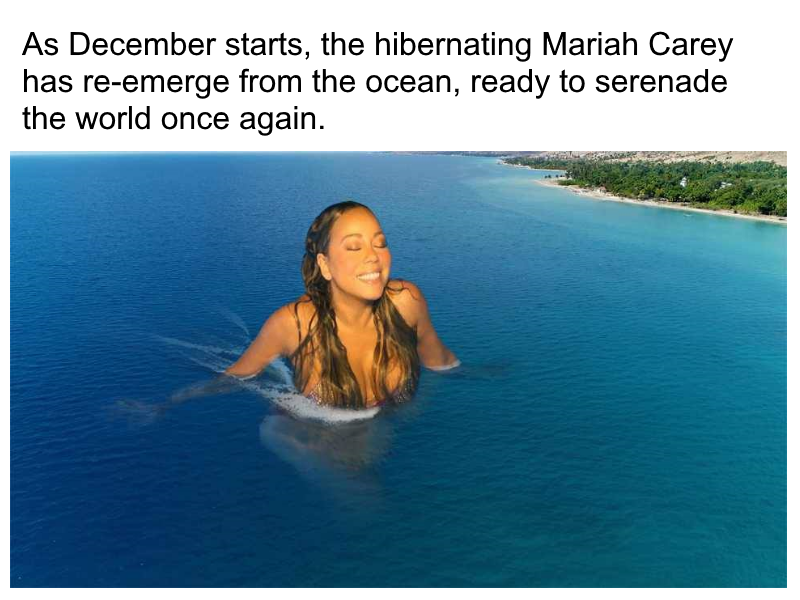 As December starts, the hibernating Mariah Carey
has re-emerge from the ocean, ready to serenade
the world once again.